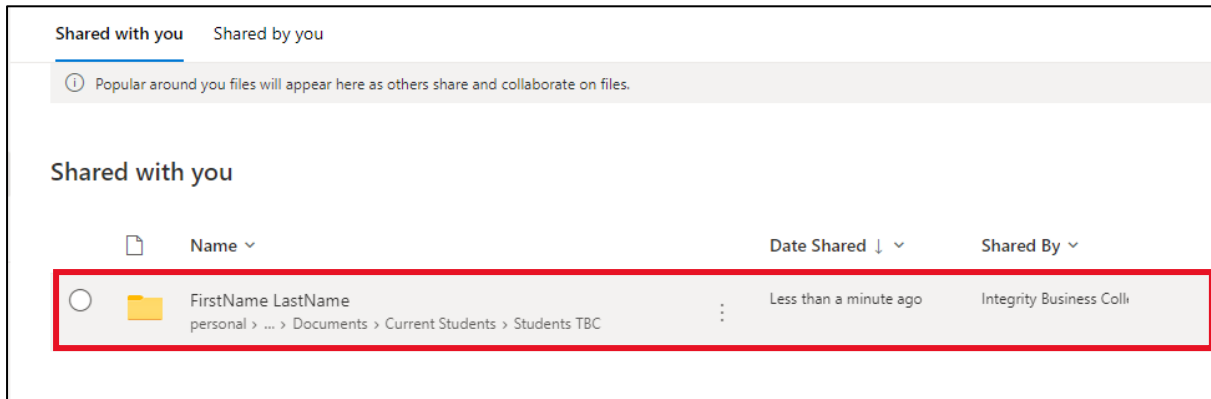 Shared with you Shared by you
Popular around you files will appear here as others share and collaborate on files.
Shared with you
Name Date Shared Shared By
FirstName LastName Less than a minute ago Integrity Business Coll
personal > ... > Documents > Current Students > Students TBC